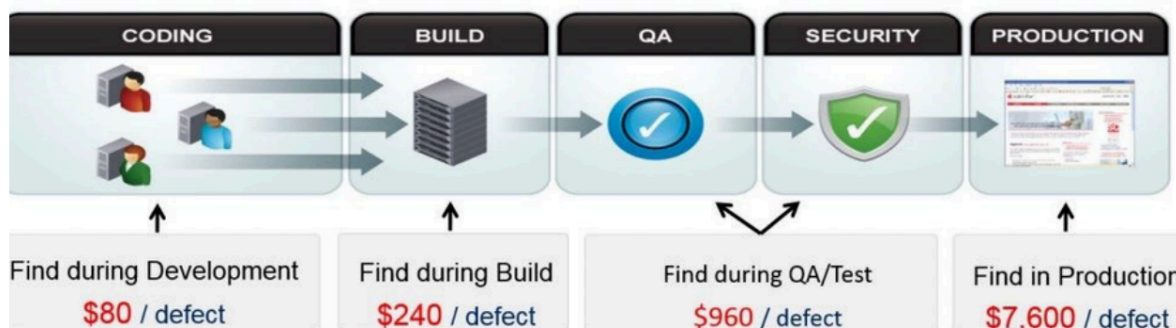 CODING
BUILD
QA
SECURITY
PRODUCTION
Find during Development
$80 / defect
Find during Build
$240 / defect
Find during QA/Test
$960 / defect
Find in Production
$7,600 / defect